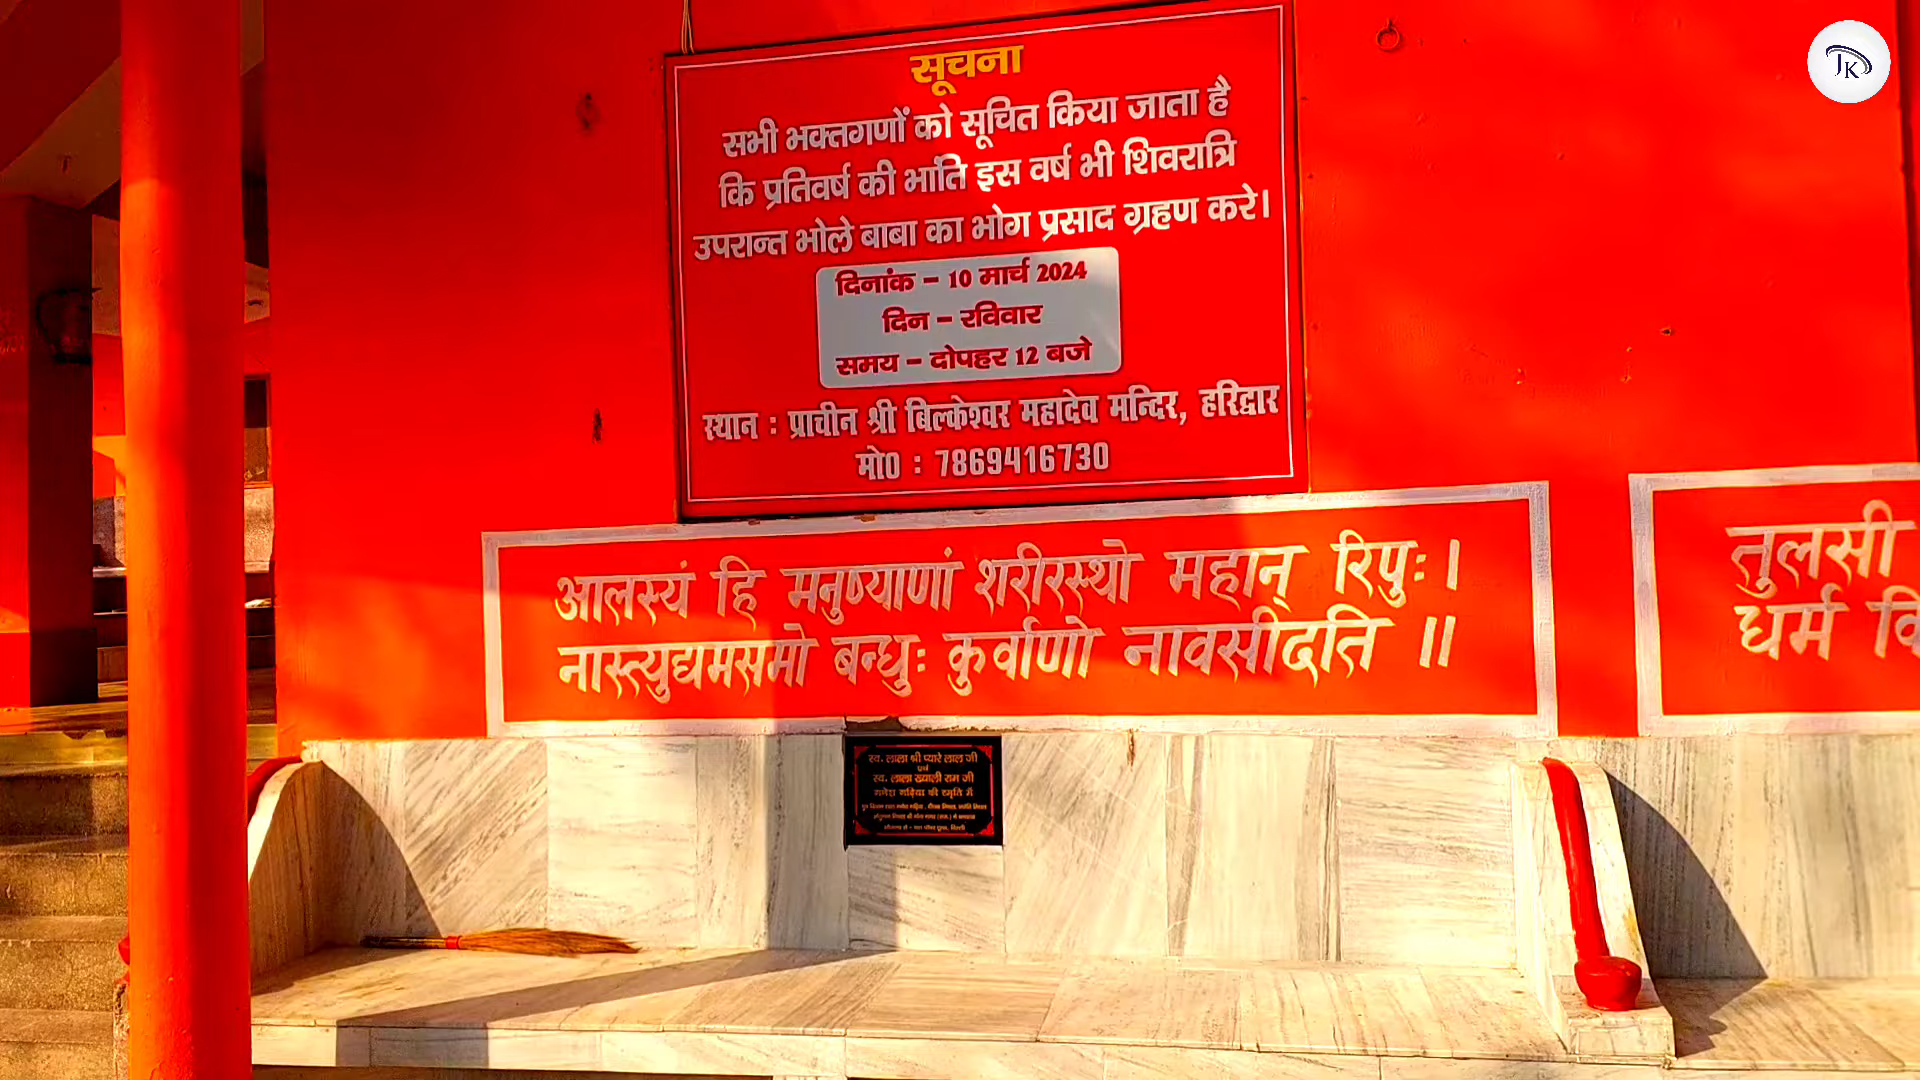 सूचना
सभी भक्तगणों को सूचित किया जाता है
कि प्रतिवर्ष की भांति इस वर्ष भी शिवरात्रि
उपरान्त भोले बाबा का भोग प्रसाद ग्रहण करे।
दिनांक - 10 मार्च 2024
दिन - रविवार
समय - दोपहर 12 बजे
स्थान : प्राचीन श्री बिल्केश्वर महादेव मन्दिर, हरिद्वार
मो0 : 7869416730
आलस्यं हि मनुष्याणां शरीरस्थो महान् रिपुः।
नास्त्युद्यमसमो बन्धुः कुर्वाणो नावसीदति ॥
तुलसी
धर्म
स्व. लाला श्री प्यारे लाल जी
एवं
स्व. लाला ख्याली राम जी
की स्मृति में
JK